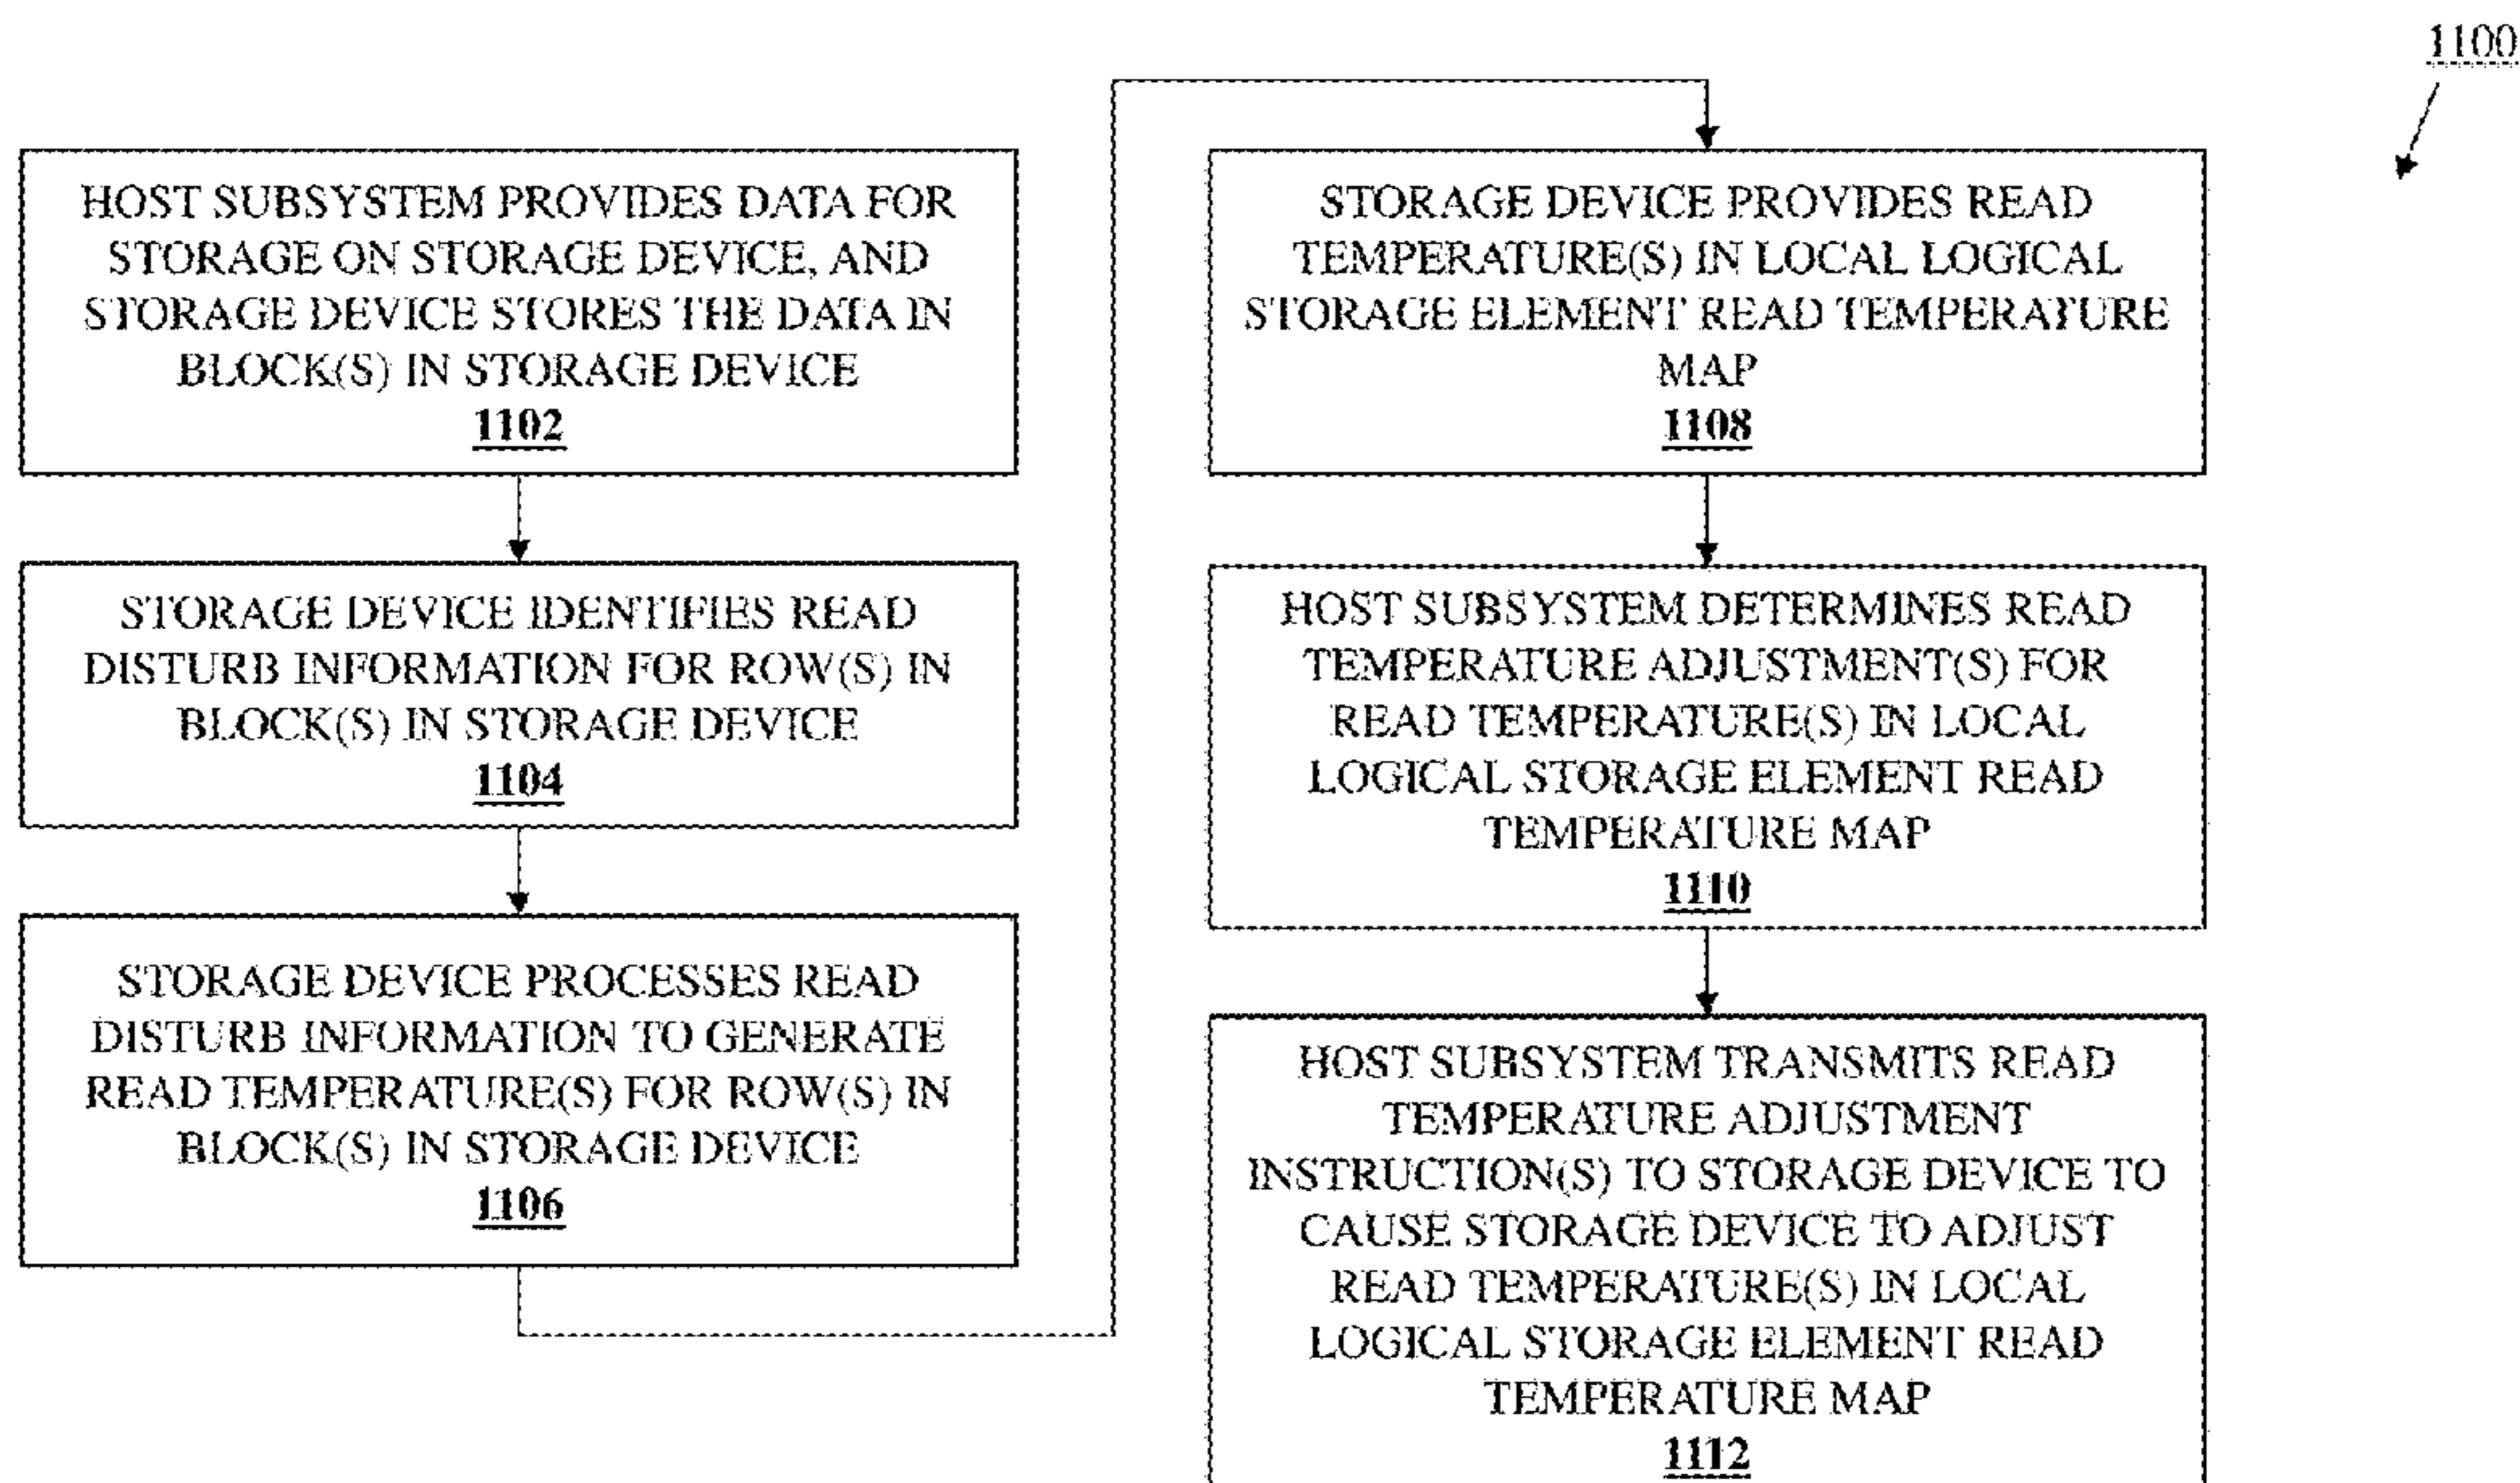 1100
HOST SUBSYSTEM PROVIDES DATA FOR
STORAGE ON STORAGE DEVICE, AND
STORAGE DEVICE STORES THE DATA IN
BLOCK(S) IN STORAGE DEVICE
1102
STORAGE DEVICE IDENTIFIES READ
DISTURB INFORMATION FOR ROW(S) IN
BLOCK(S) IN STORAGE DEVICE
1104
STORAGE DEVICE PROCESSES READ
DISTURB INFORMATION TO GENERATE
READ TEMPERATURE(S) FOR ROW(S) IN
BLOCK(S) IN STORAGE DEVICE
1106
STORAGE DEVICE PROVIDES READ
TEMPERATURE(S) IN LOCAL LOGICAL
STORAGE ELEMENT READ TEMPERATURE
MAP
1108
HOST SUBSYSTEM DETERMINES READ
TEMPERATURE ADJUSTMENT(S) FOR
READ TEMPERATURE(S) IN LOCAL
LOGICAL STORAGE ELEMENT READ
TEMPERATURE MAP
1110
HOST SUBSYSTEM TRANSMITS READ
TEMPERATURE ADJUSTMENT
INSTRUCTION(S) TO STORAGE DEVICE TO
CAUSE STORAGE DEVICE TO ADJUST
READ TEMPERATURE(S) IN LOCAL
LOGICAL STORAGE ELEMENT READ
TEMPERATURE MAP
1112